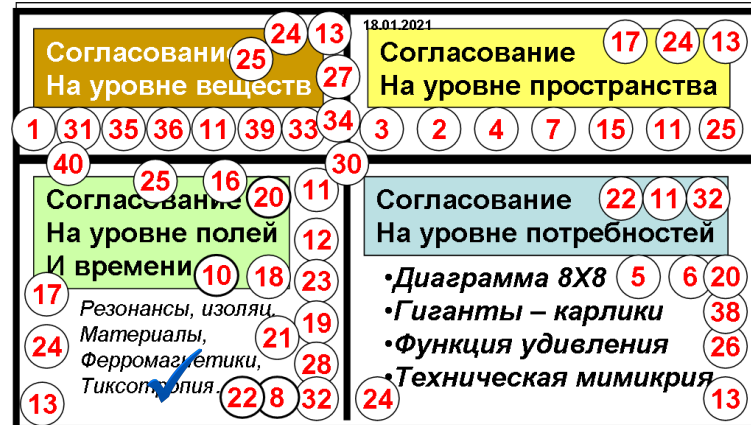 18.01.2021
24 13
Согласование 25
На уровне веществ 27
1 31 35 36 11 39 33 34
40
Согласование 17 24 13
На уровне пространства
3 2 4 7 15 11 25
30
25 16 11
Согласование 20
На уровне полей 12
И времени 10 18 23
17
Резонансы, изоляц. 19
Материалы, 21
24
Ферромагнетики, 28
Тиксотропия...
13 22 8 32
Согласование 22 11 32
На уровне потребностей
•Диаграмма 8Х8 5 6 20
•Гиганты – карлики 38
•Функция удивления 26
•Техническая мимикрия
24 13